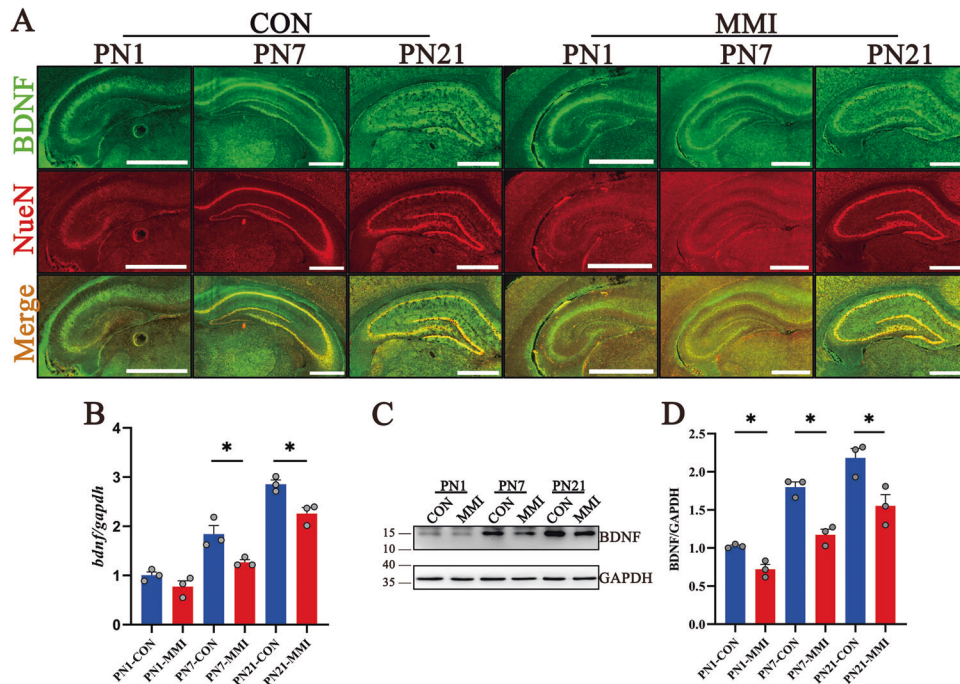 A
CON
MMI
PN1
PN7
PN21
PN1
PN7
PN21
BDNF
NueN
Merge
B
bdnf/gapdh
4
3
2
1
0
*
*
PN1-CON
PN1-MMI
PN7-CON
PN7-MMI
PN21-CON
PN21-MMI
C
PN1
PN7
PN21
CON
MMI
CON
MMI
CON
MMI
15
10
BDNF
40
35
GAPDH
D
BDNF/GAPDH
2.5
2.0
1.5
1.0
0.5
0.0
*
*
*
PN1-CON
PN1-MMI
PN7-CON
PN7-MMI
PN21-CON
PN21-MMI